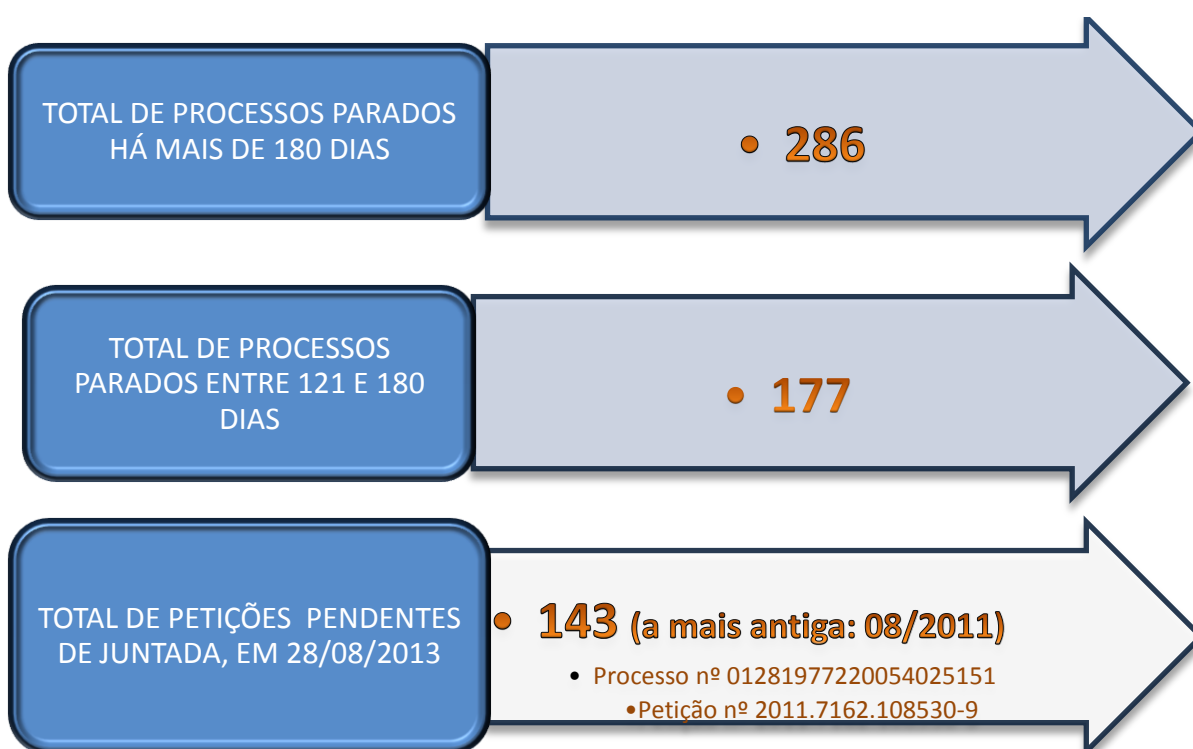 TOTAL DE PROCESSOS PARADOS
HÁ MAIS DE 180 DIAS
• 286
TOTAL DE PROCESSOS
PARADOS ENTRE 121 E 180
DIAS
• 177
TOTAL DE PETIÇÕES PENDENTES
DE JUNTADA, EM 28/08/2013
• 143 (a mais antiga: 08/2011)
• Processo nº 01281977220054025151
•Petição nº 2011.7162.108530-9